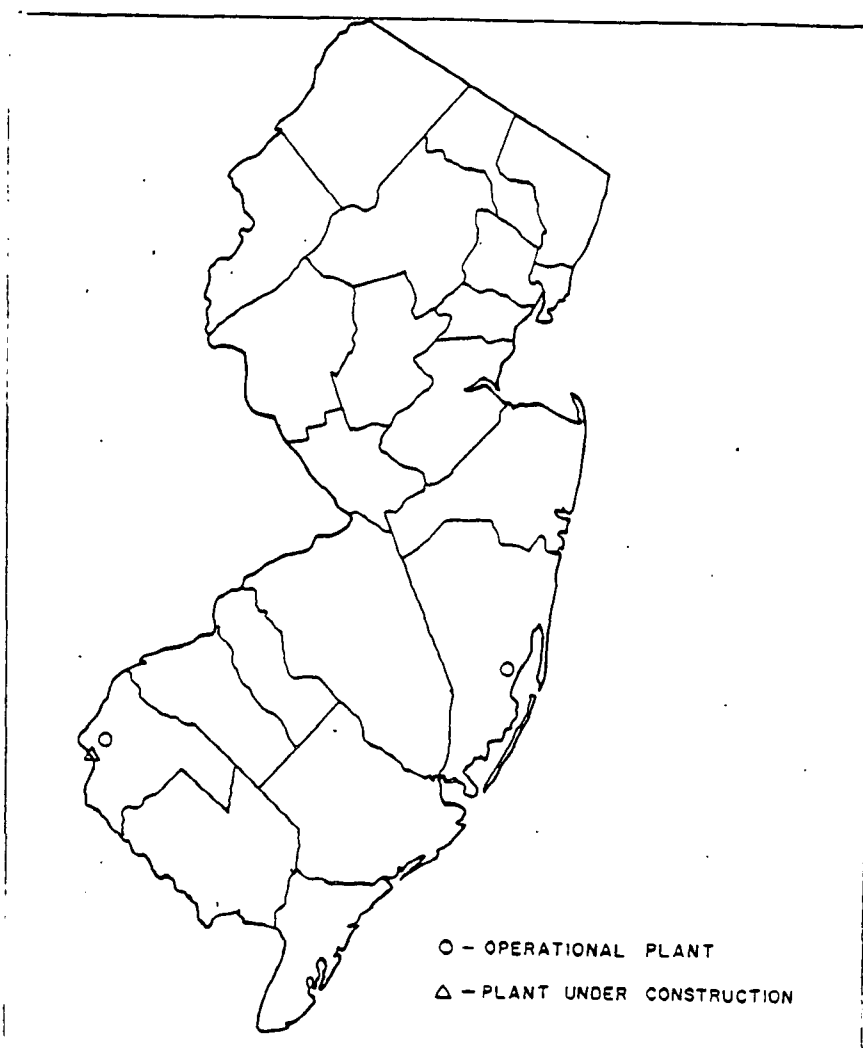 O - OPERATIONAL PLANT
△ - PLANT UNDER CONSTRUCTION